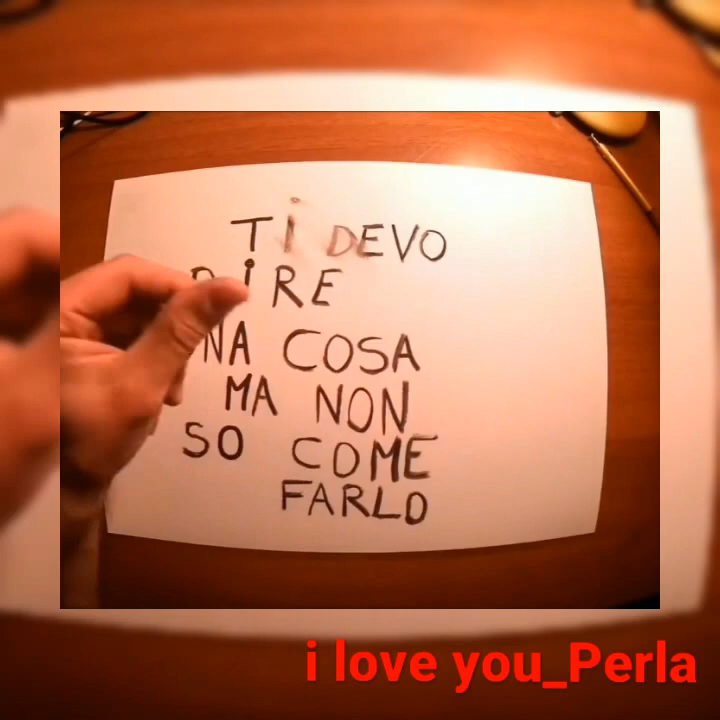 Ti DEVO
DiRE
NA COSA
MA NON
SO COME
FARLO
i love you_Perla